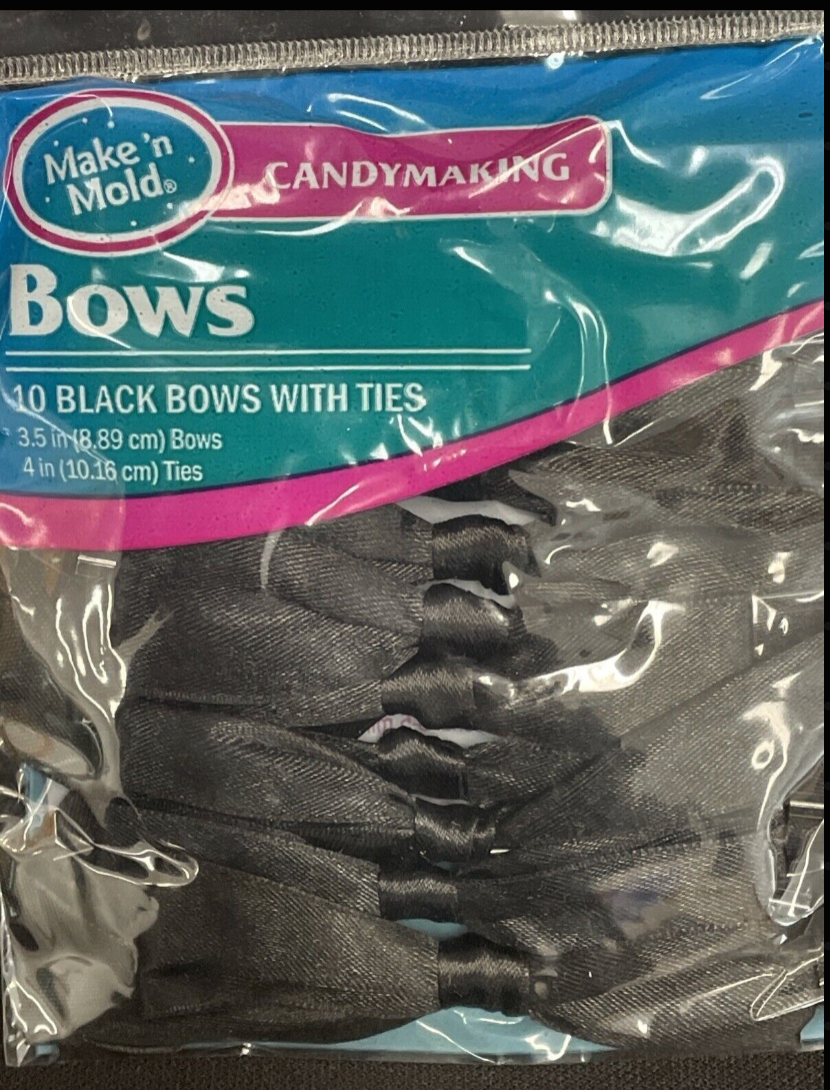 Make 'n
Mold®
CANDYMAKING
Bows
10 BLACK BOWS WITH TIES
3.5 in (8.89 cm) Bows
4 in (10.16 cm) Ties